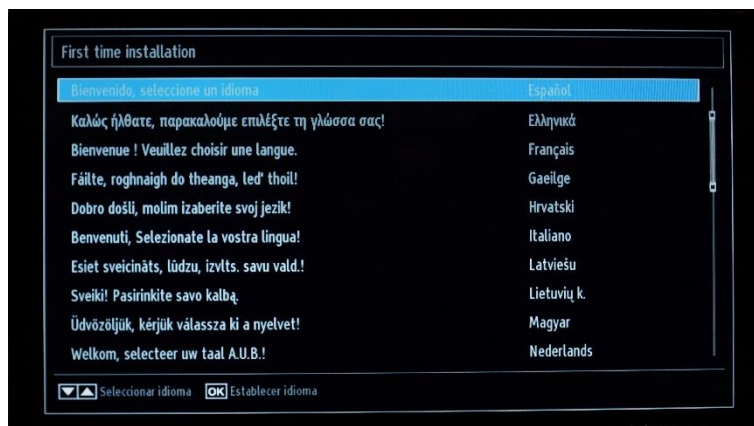 First time installation
Bienvenido, seleccione un idioma Español
Καλώς ήλθατε, παρακαλούμε επιλέξτε τη γλώσσα σας! Ελληνικά
Bienvenue ! Veuillez choisir une langue. Français
Fáilte, roghnaigh do theanga, led' thoil! Gaeilge
Dobro došli, molim izaberite svoj jezik! Hrvatski
Benvenuti, Selezionate la vostra lingua! Italiano
Esiet sveicināts, lūdzu, izvlts. savu vald.! Latviešu
Sveiki! Pasirinkite savo kalbą. Lietuvių k.
Üdvözöljük, kérjük válassza ki a nyelvet! Magyar
Welkom, selecteer uw taal A.U.B.! Nederlands
Seleccionar idioma OK Establecer idioma